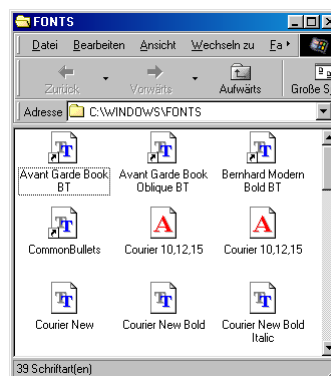 FONTS
Datei Bearbeiten Ansicht Wechseln zu Fa
Zurück Vorwärts Aufwärts Große S
Adresse C:\WINDOWS\FONTS
Avant Garde Book BT
Avant Garde Book Oblique BT
Bernhard Modern Bold BT
CommonBullets
Courier 10,12,15
Courier 10,12,15
Courier New
Courier New Bold
Courier New Bold Italic
39 Schriftart(en)